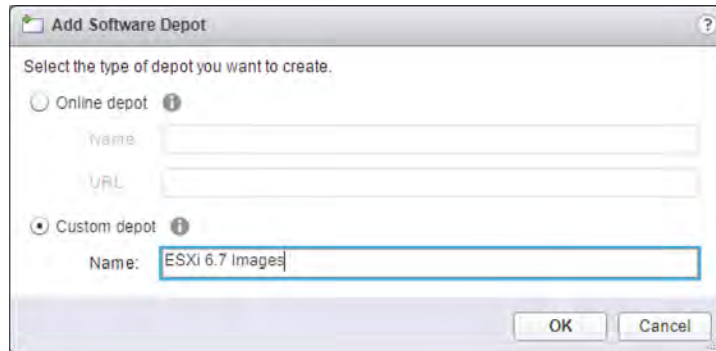 Add Software Depot ?
Select the type of depot you want to create.
Online depot
Name
URL
Custom depot
Name: ESXi 6.7 Images
OK Cancel